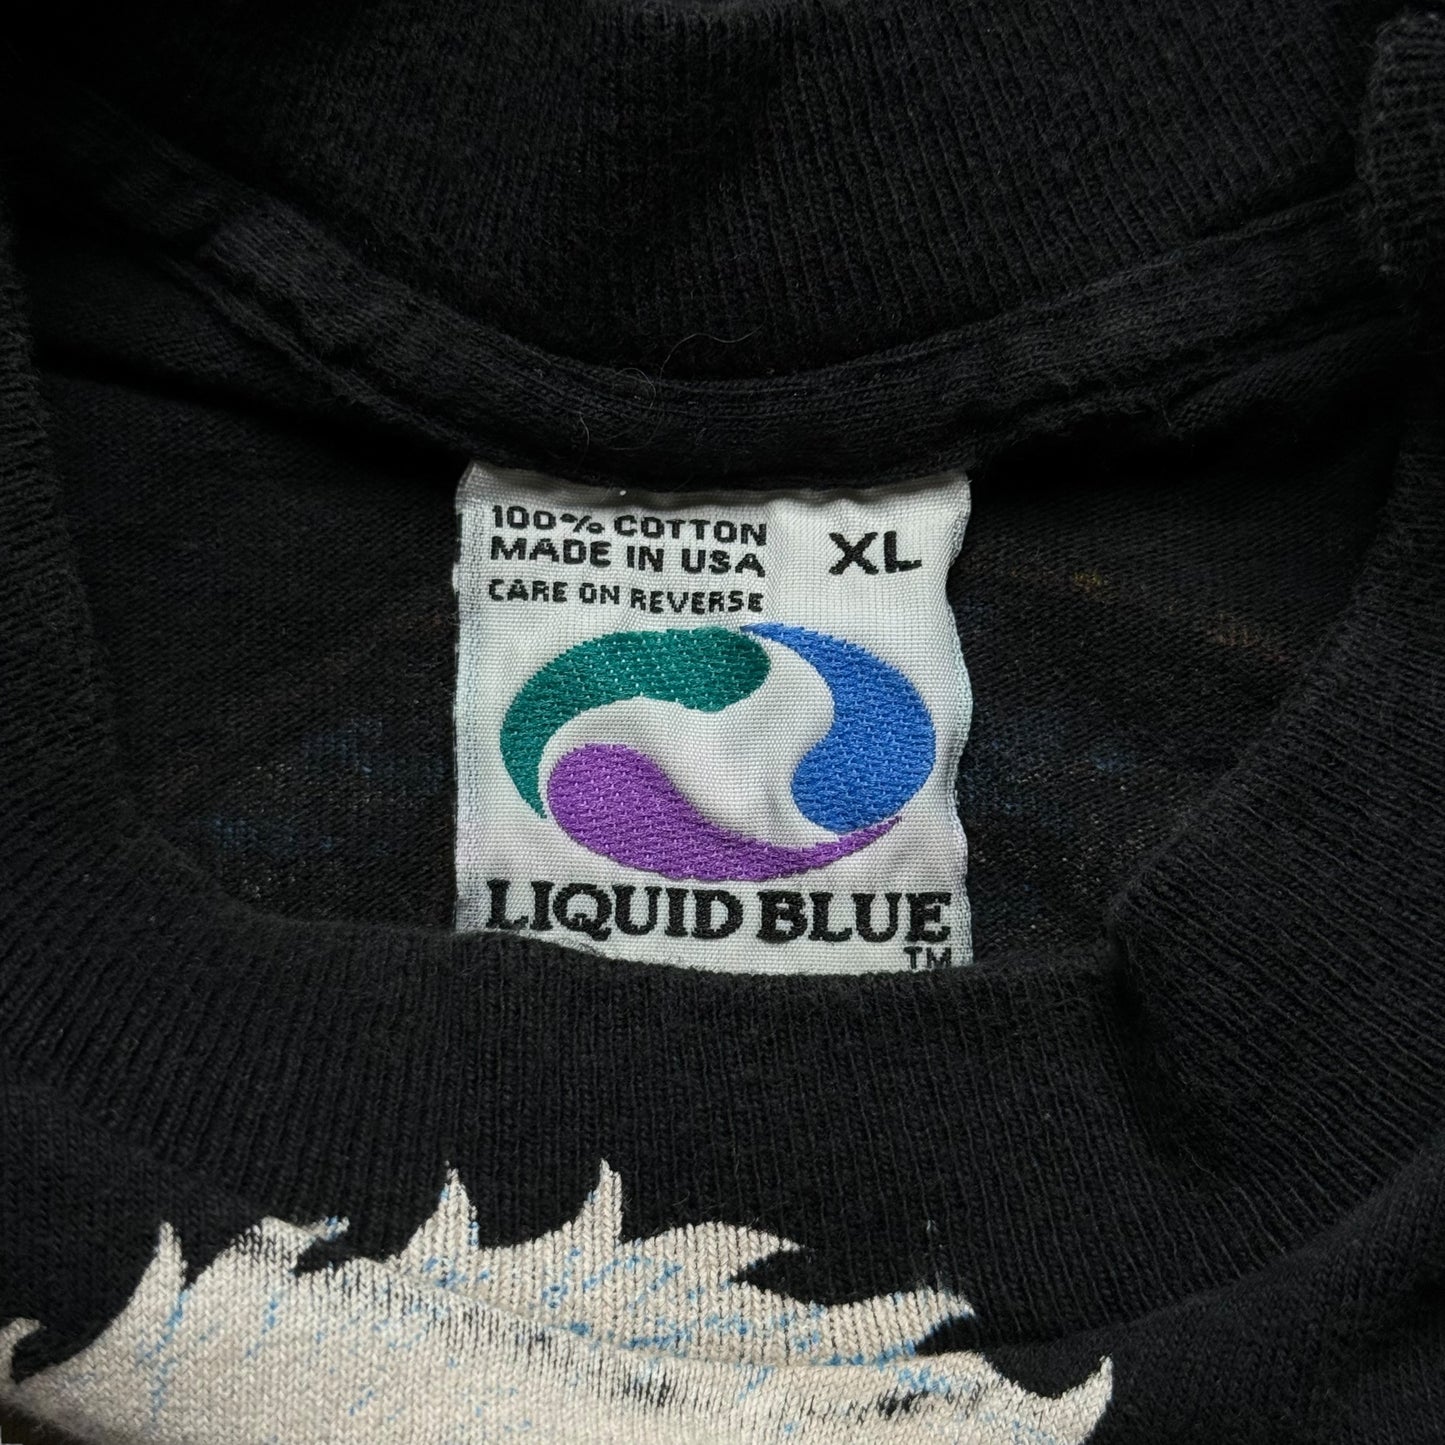 100% COTTON
MADE IN USA
CARE ON REVERSE
XL
LIQUID BLUE
TM